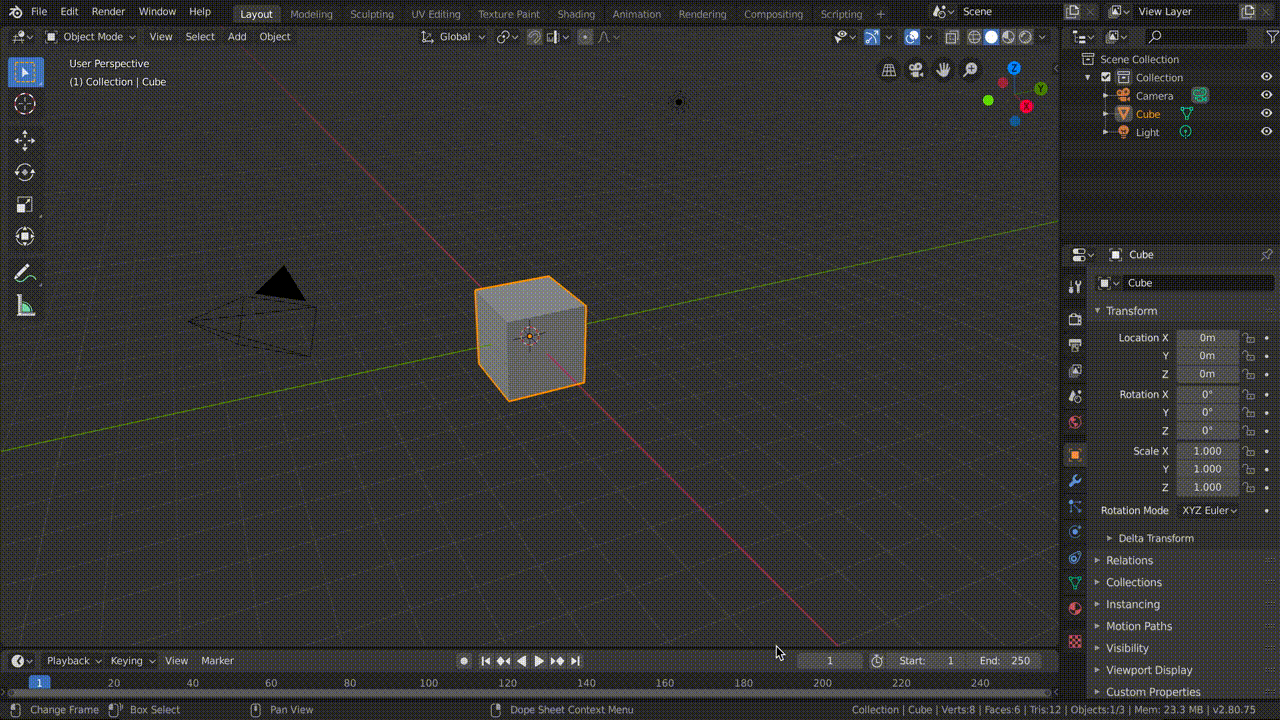 File Edit Render Window Help Layout Modeling Sculpting UV Editing Texture Paint Shading Animation Rendering Compositing Scripting + Scene View Layer
Object Mode View Select Add Object Global
User Perspective
(1) Collection | Cube
Z
Y
X
Scene Collection
Collection
Camera
Cube
Light
Cube
Cube
Transform
Location X 0m
Y 0m
Z 0m
Rotation X 0°
Y 0°
Z 0°
Scale X 1.000
Y 1.000
Z 1.000
Rotation Mode XYZ Euler
Delta Transform
Relations
Collections
Instancing
Motion Paths
Visibility
Viewport Display
Custom Properties
Playback Keying View Marker 1 Start: 1 End: 250
1 20 40 60 80 100 120 140 160 180 200 220 240
Change Frame Box Select Pan View Dope Sheet Context Menu Collection | Cube | Verts:8 | Faces:6 | Tris:12 | Objects:1/3 | Mem: 23.3 MB | v2.80.75